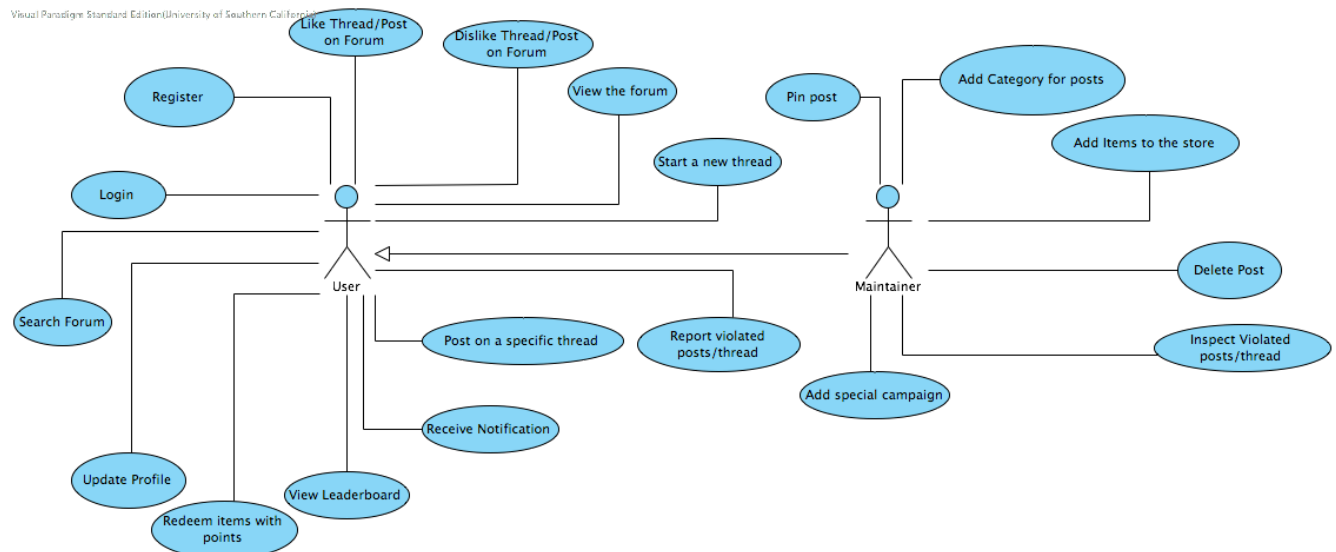 Visual Paradigm Standard Edition(University of Southern California)
Like Thread/Post
on Forum
Dislike Thread/Post
on Forum
Register
View the forum
Pin post
Add Category for posts
Start a new thread
Add Items to the store
Login
User
Maintainer
Delete Post
Search Forum
Post on a specific thread
Report violated
posts/thread
Inspect Violated
posts/thread
Add special campaign
Receive Notification
Update Profile
View Leaderboard
Redeem items with
points